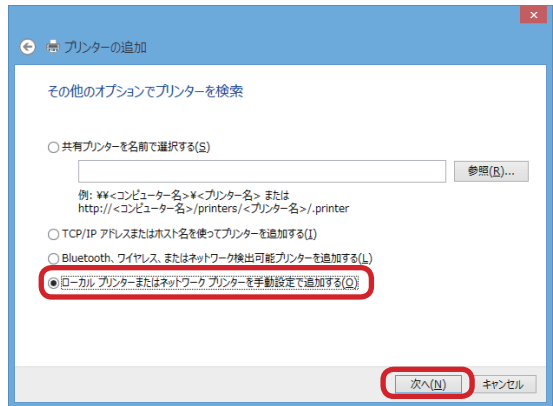 プリンターの追加
その他のオプションでプリンターを検索
共有プリンターを名前で選択する(S)
参照(R)...
例: ¥¥<コンピューター名>¥<プリンター名> または
http://<コンピューター名>/printers/<プリンター名>/.printer
TCP/IP アドレスまたはホスト名を使ってプリンターを追加する(I)
Bluetooth、ワイヤレス、またはネットワーク検出可能プリンターを追加する(L)
ローカル プリンターまたはネットワーク プリンターを手動設定で追加する(O)
次へ(N) キャンセル